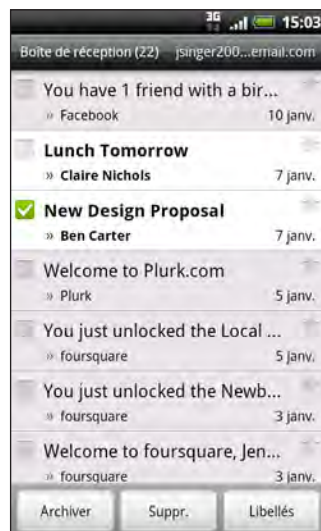 3G 15:03
Boîte de réception (22) jsinger200...email.com
You have 1 friend with a bir...
» Facebook 10 janv.
Lunch Tomorrow
» Claire Nichols 7 janv.
New Design Proposal
» Ben Carter 7 janv.
Welcome to Plurk.com
» Plurk 5 janv.
You just unlocked the Local ...
» foursquare 5 janv.
You just unlocked the Newb...
» foursquare 3 janv.
Welcome to foursquare, Jen...
» foursquare 3 janv.
Archiver Suppr. Libellés